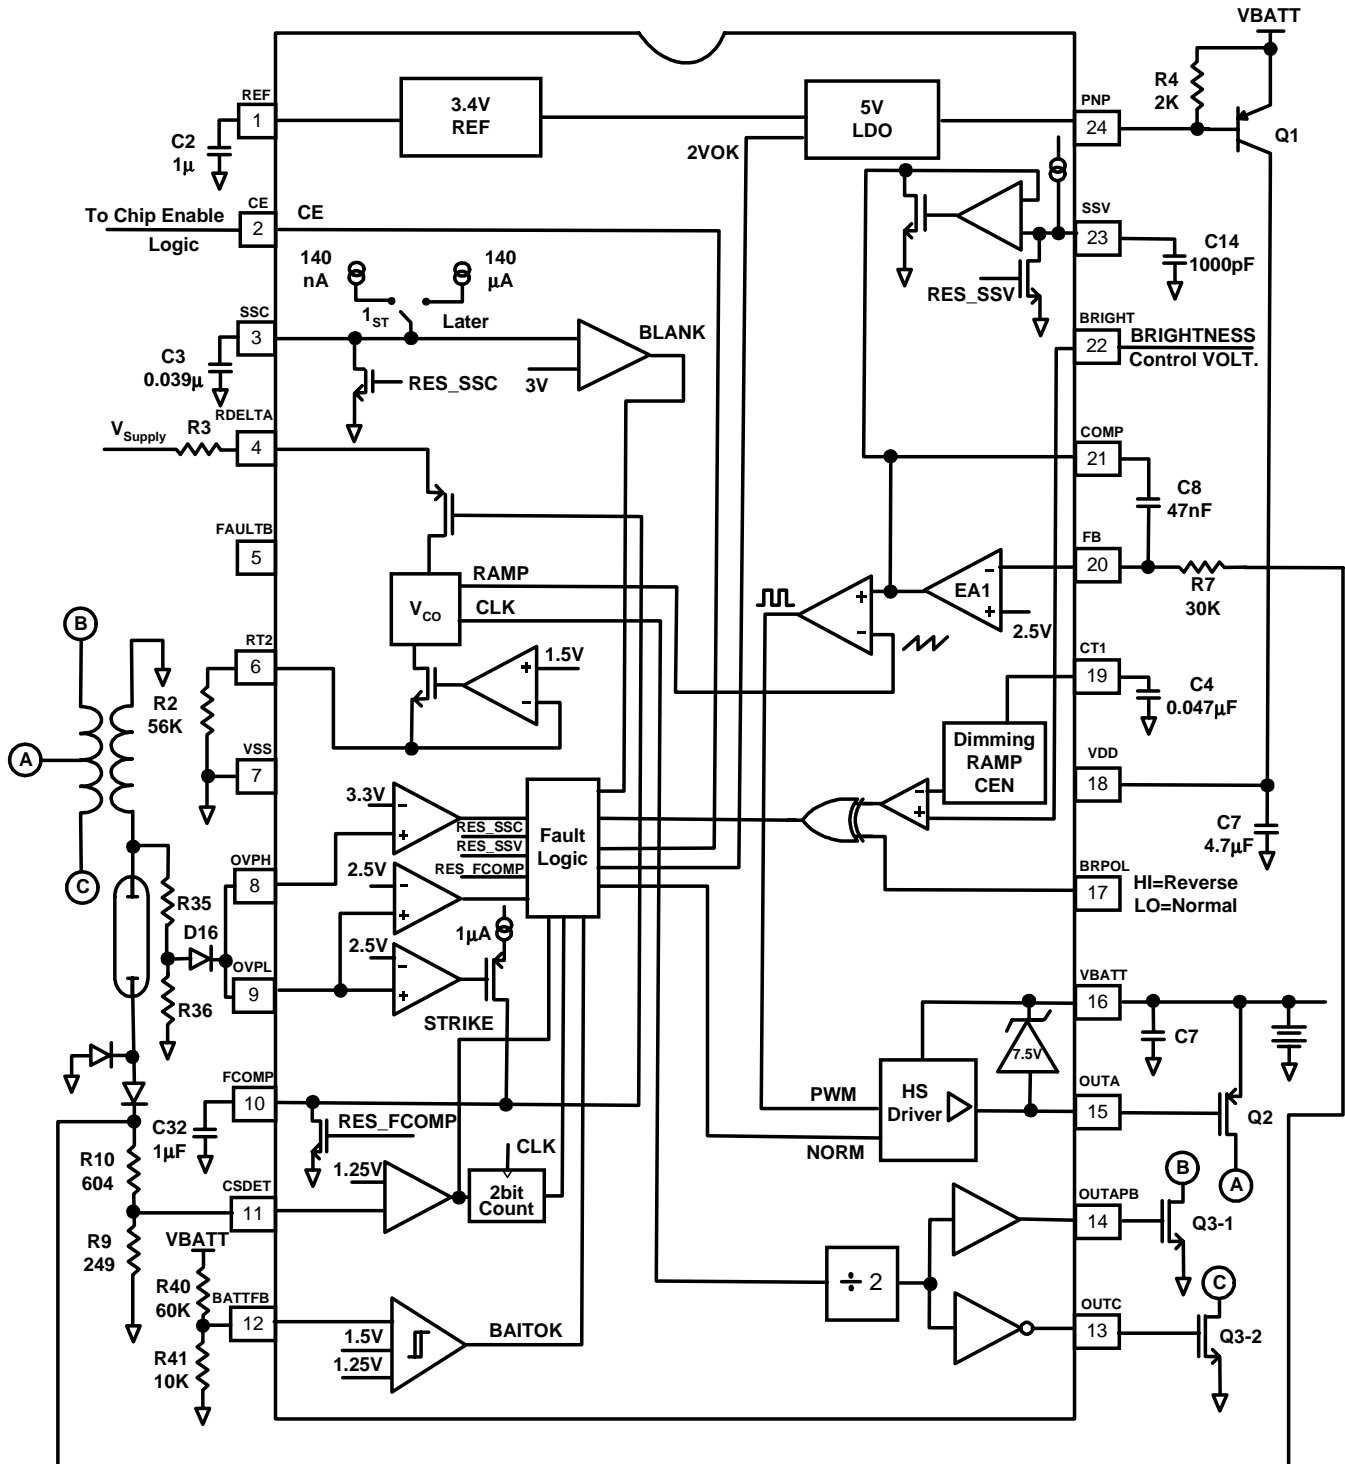 VBATT
R4
2K
Q1
REF
1
C2
1µ
3.4V
REF
5V
LDO
2VOK
PNP
24
CE
2
To Chip Enable
Logic
CE
SSV
23
C14
1000pF
RES_SSV
140
nA
140
µA
1ST
Later
SSC
3
C3
0.039µ
3V
BLANK
RES_SSC
BRIGHT
22
BRIGHTNESS
Control VOLT.
RDELTA
4
VSupply
R3
COMP
21
C8
47nF
FAULTB
5
FB
20
R7
30K
RAMP
CLK
VCO
EA1
-
+
2.5V
+
-
B
RT2
6
R2
56K
1.5V
+
-
CT1
19
C4
0.047µF
A
VSS
7
Dimming
RAMP
CEN
VDD
18
C7
4.7µF
3.3V
-
+
RES_SSC
RES_SSV
RES_FCOMP
Fault
Logic
-
+
C
OVPH
8
R35
2.5V
-
+
BRPOL
17
HI=Reverse
LO=Normal
D16
1µA
OVPL
9
2.5V
-
+
R36
STRIKE
VBATT
16
C7
7.5V
FCOMP
10
C32
1µF
RES_FCOMP
PWM
HS
Driver
NORM
OUTA
15
Q2
A
R10
604
CSDET
11
1.25V
CLK
2bit
Count
B
OUTAPB
14
Q3-1
R9
249
VBATT
R40
60K
÷ 2
C
OUTC
13
Q3-2
BATTFB
12
1.5V
1.25V
BAITOK
R41
10K